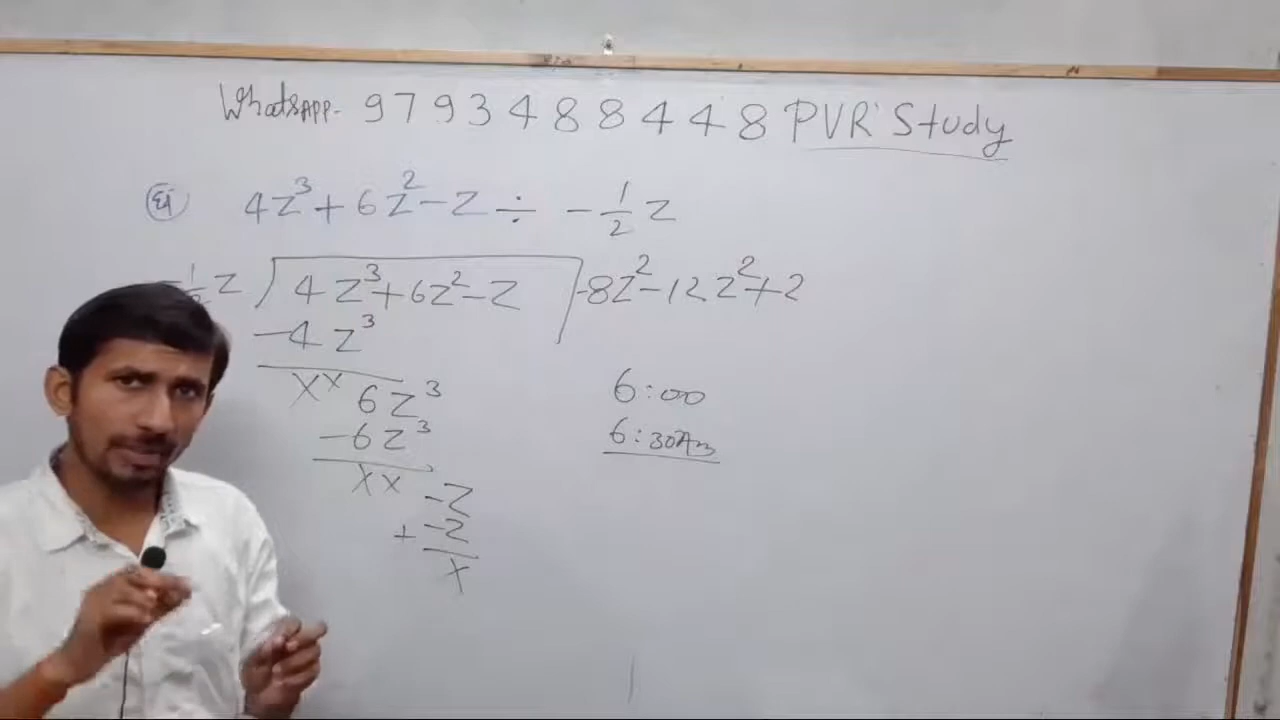 WhatsApp. 9793488448 PVR Study
4z³ + 6z² - z ÷ - 1/2 z
z ) 4z³ + 6z² - z ( -8z² - 12z² + 2
-4z³
xx 6z³
-6z³
xx -z
+ -z
x
6:00
6:30Am